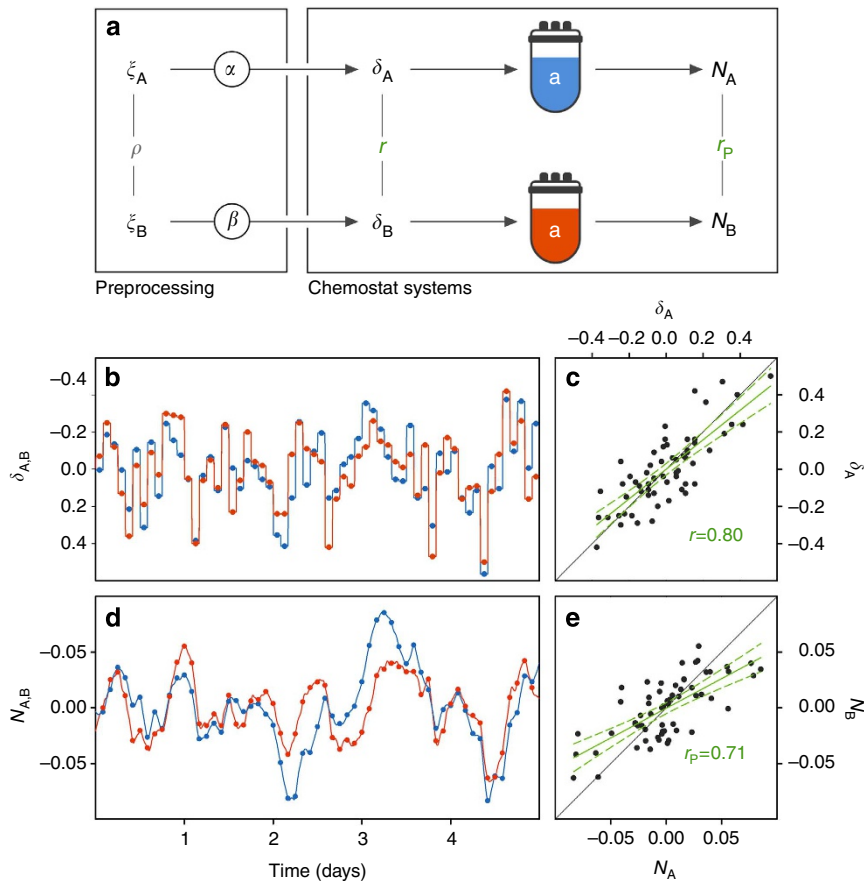 a
ξA α δA a NA
ρ r rP
ξB β δB a NB
Preprocessing Chemostat systems
δA
−0.4 −0.2 0.0 0.2 0.4
b
−0.4
−0.2
0.0
0.2
0.4
δA,B
c
0.4
0.2
0.0
−0.2
−0.4
δA
r=0.80
d
−0.05
0.00
−0.05
NA,B
1 2 3 4
Time (days)
e
0.05
0.00
−0.05
NB
rP=0.71
−0.05 0.00 0.05
NA